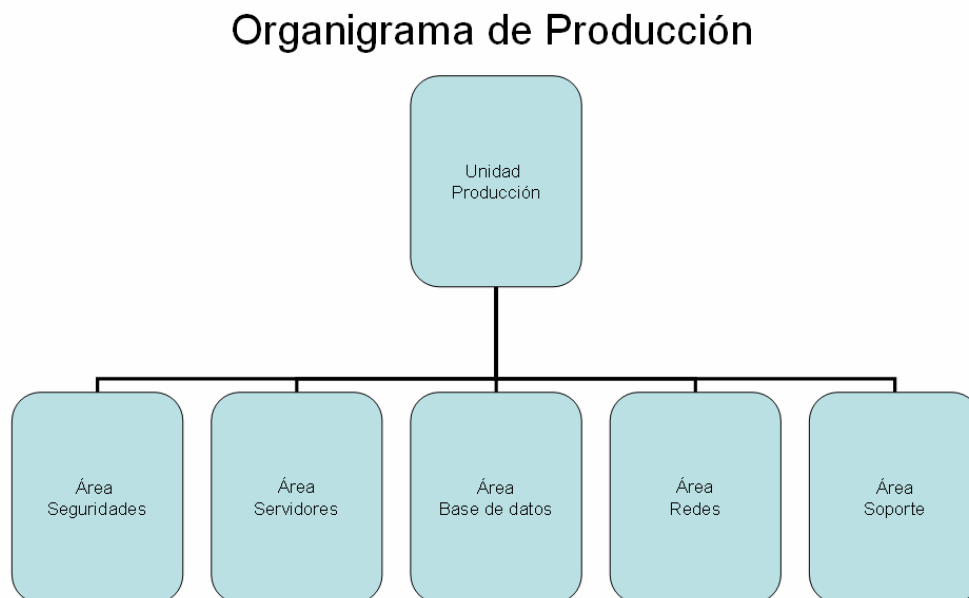 Organigrama de Producción
Unidad
Producción
Área
Seguridades
Área
Servidores
Área
Base de datos
Área
Redes
Área
Soporte